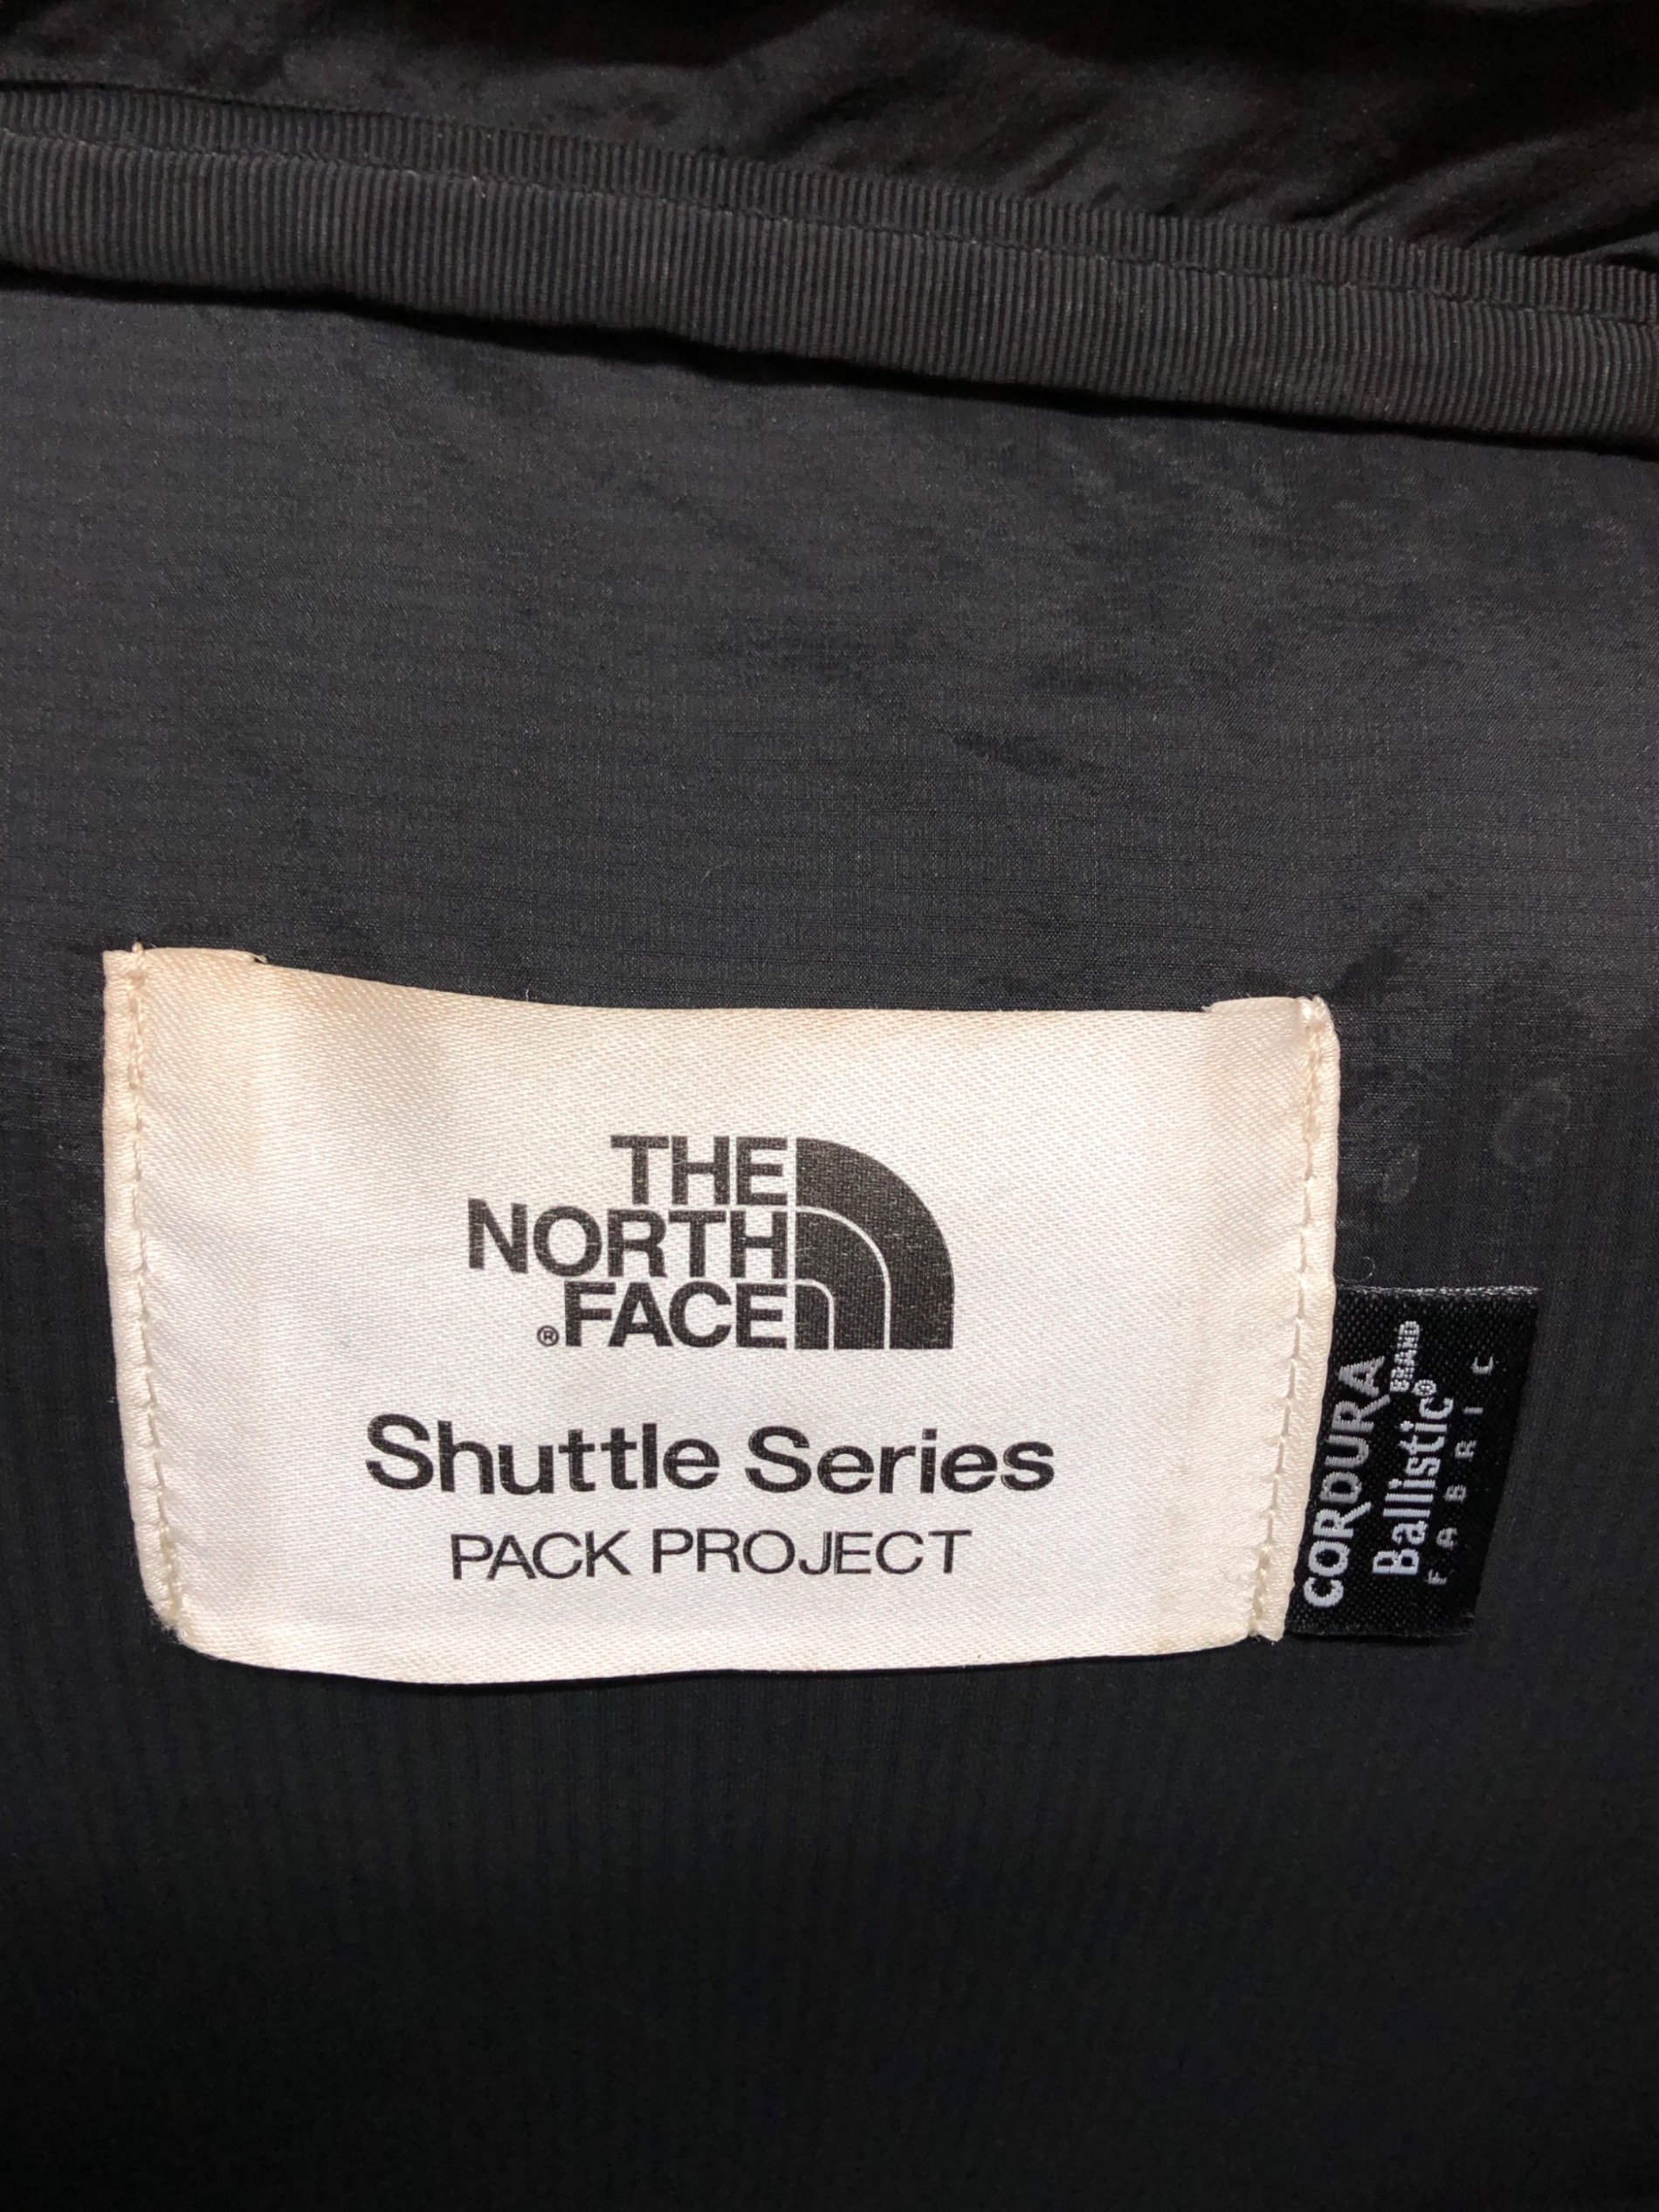 THE
NORTH
®FACE
Shuttle Series
PACK PROJECT
CORDURA
BRAND
Ballistic®
FABRIC